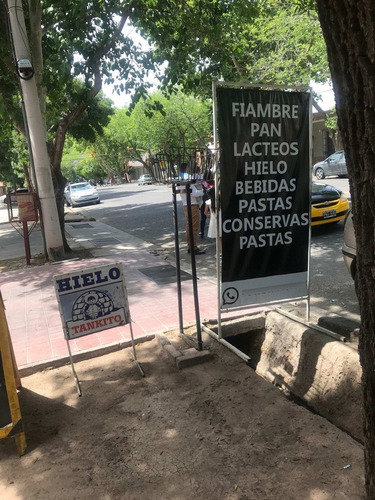 FIAMBRE
PAN
LACTEOS
HIELO
BEBIDAS
PASTAS
CONSERVAS
PASTAS
HIELO
TANKITO